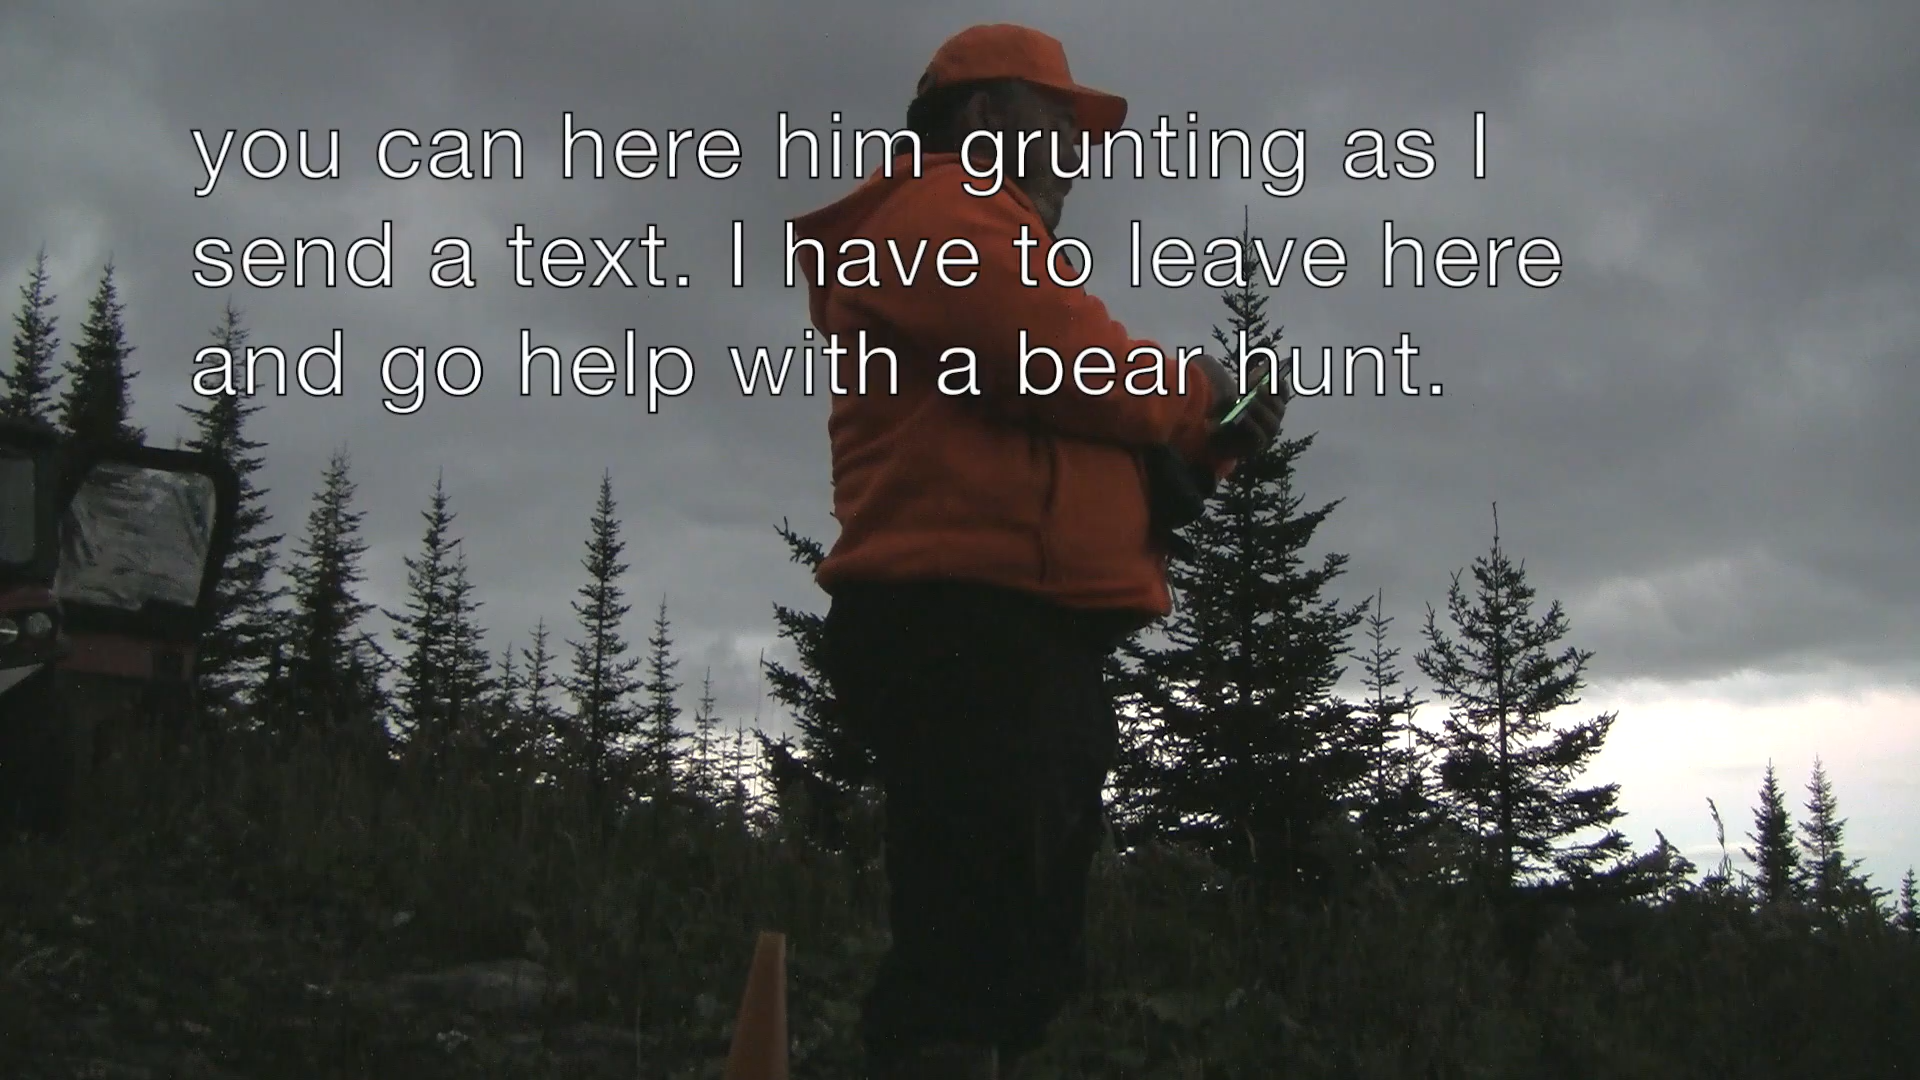 you can here him grunting as I
send a text. I have to leave here
and go help with a bear hunt.